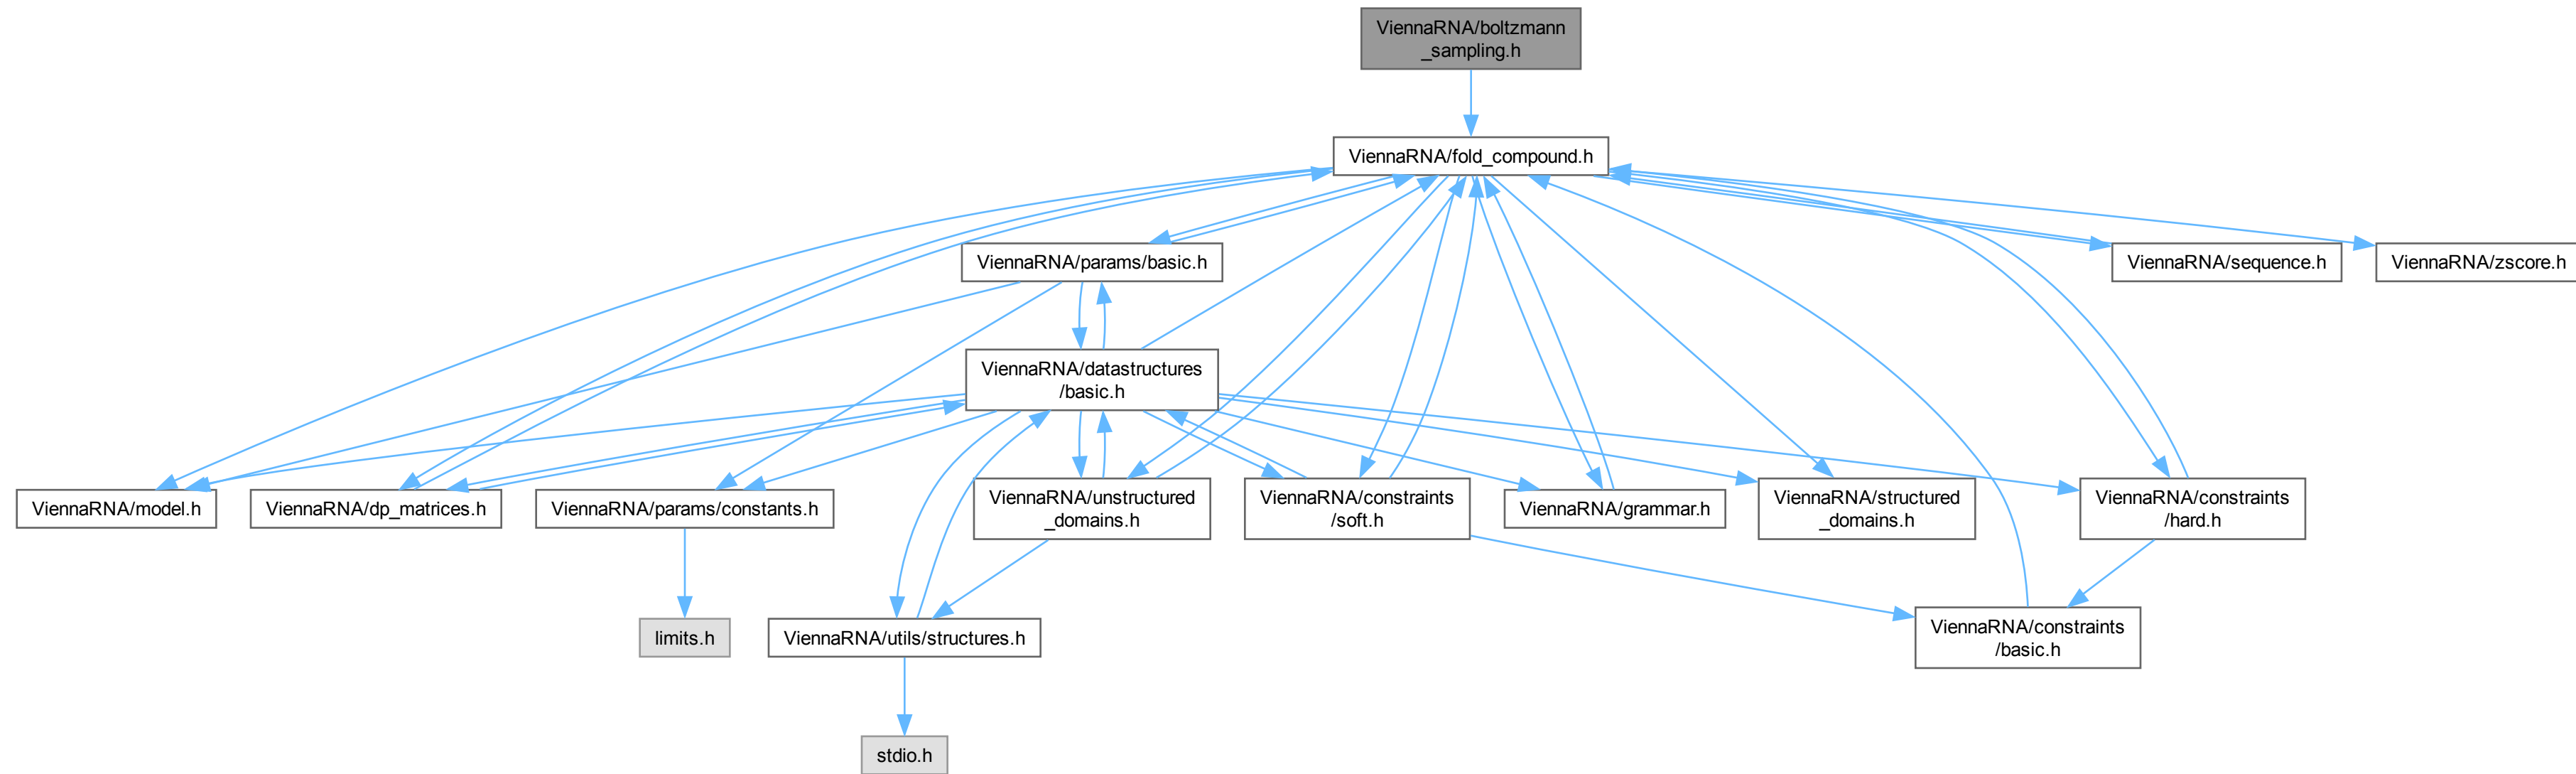 ViennaRNA/boltzmann
_sampling.h
ViennaRNA/fold_compound.h
ViennaRNA/params/basic.h
ViennaRNA/sequence.h
ViennaRNA/zscore.h
ViennaRNA/datastructures
/basic.h
ViennaRNA/model.h
ViennaRNA/dp_matrices.h
ViennaRNA/params/constants.h
ViennaRNA/unstructured
_domains.h
ViennaRNA/constraints
/soft.h
ViennaRNA/grammar.h
ViennaRNA/structured
_domains.h
ViennaRNA/constraints
/hard.h
limits.h
ViennaRNA/utils/structures.h
ViennaRNA/constraints
/basic.h
stdio.h